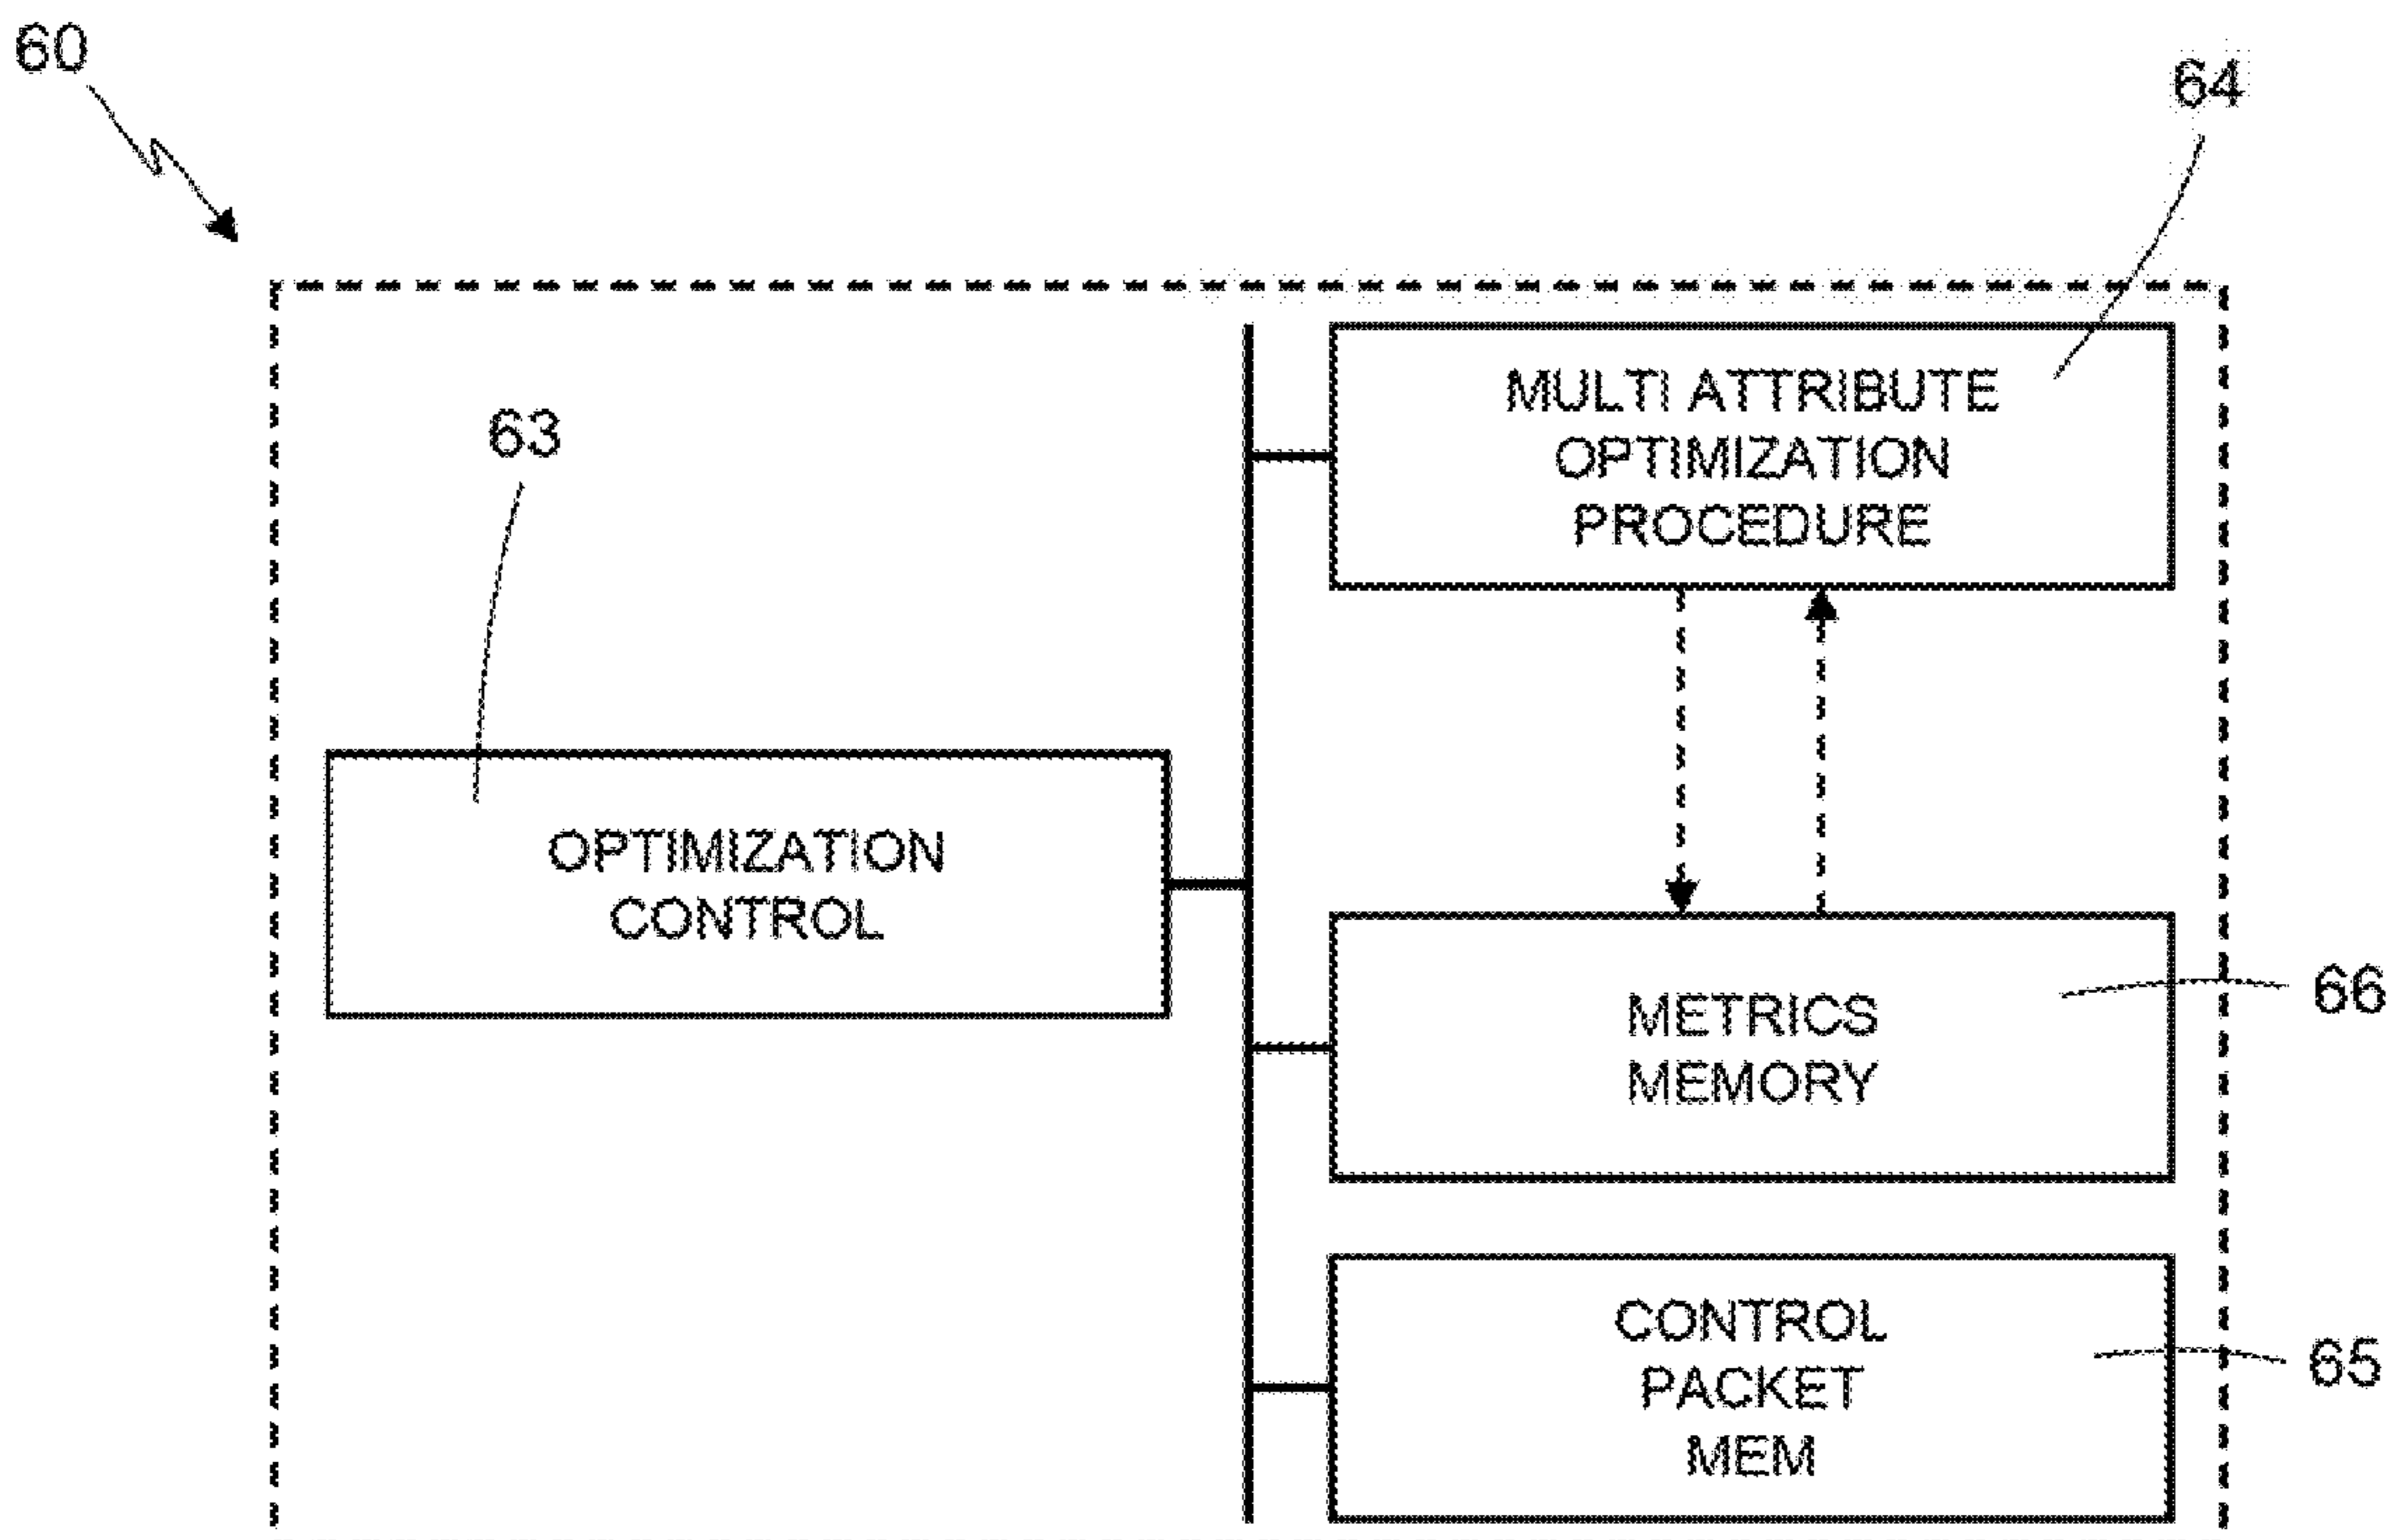 60
64
MULTI ATTRIBUTE
OPTIMIZATION
PROCEDURE
63
OPTIMIZATION
CONTROL
METRICS
MEMORY
66
CONTROL
PACKET
MEM
65